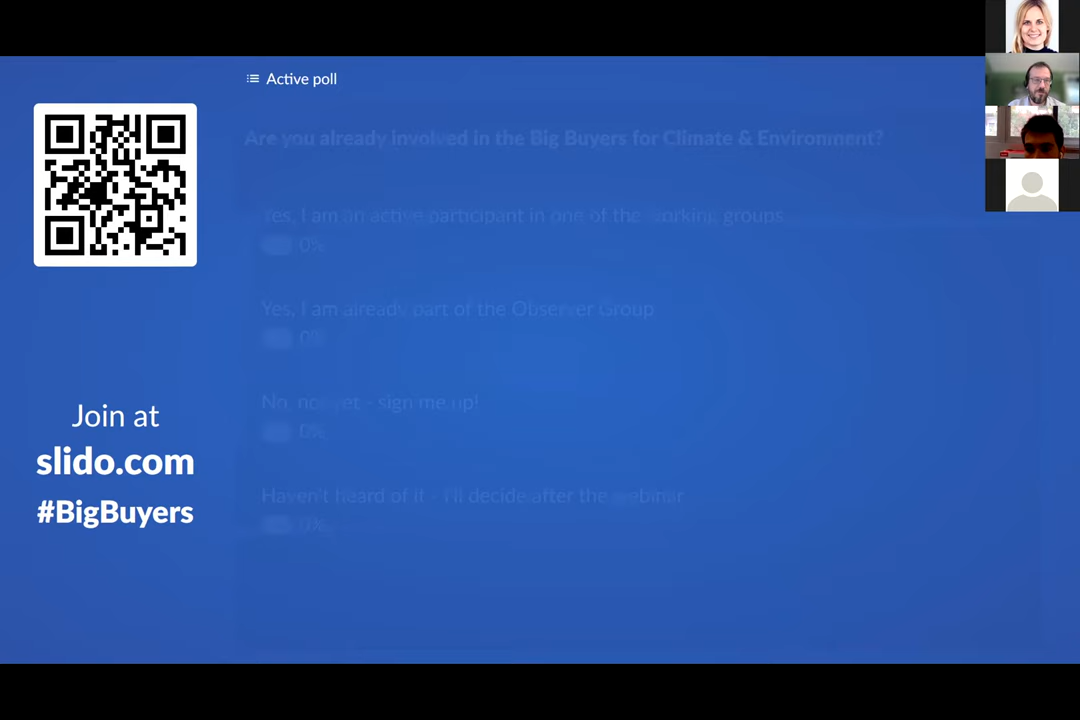 Active poll
Are you already involved in the Big Buyers for Climate & Environment?
Yes, I am an active participant in one of the working groups
0%
Yes, I am already part of the Observer Group
0%
No, not yet - sign me up!
0%
Haven't heard of it - I'll decide after the webinar
0%
Join at
slido.com
#BigBuyers